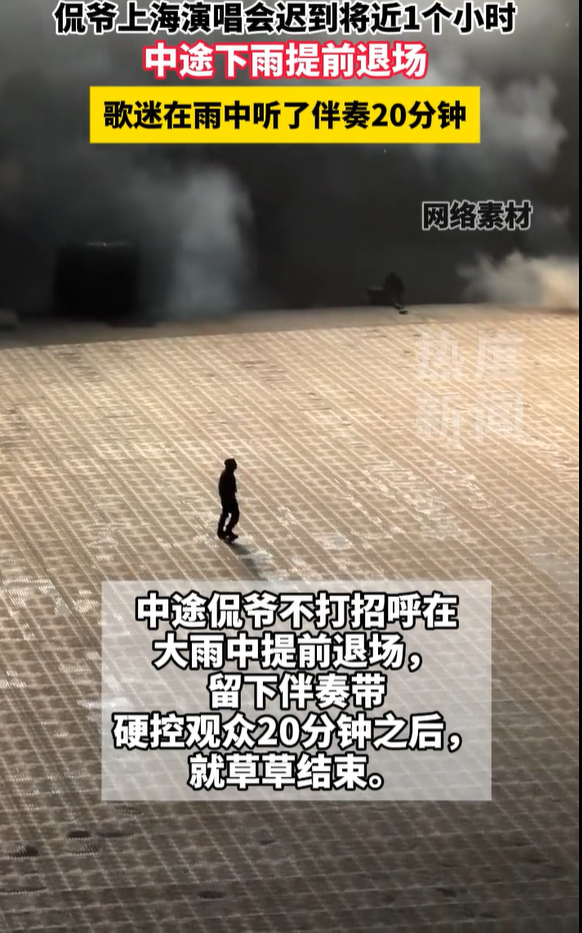 侃爷上海演唱会迟到将近1个小时
中途下雨提前退场
歌迷在雨中听了伴奏20分钟
网络素材
热度
新闻
中途侃爷不打招呼在
大雨中提前退场，
留下伴奏带
硬控观众20分钟之后，
就草草结束。